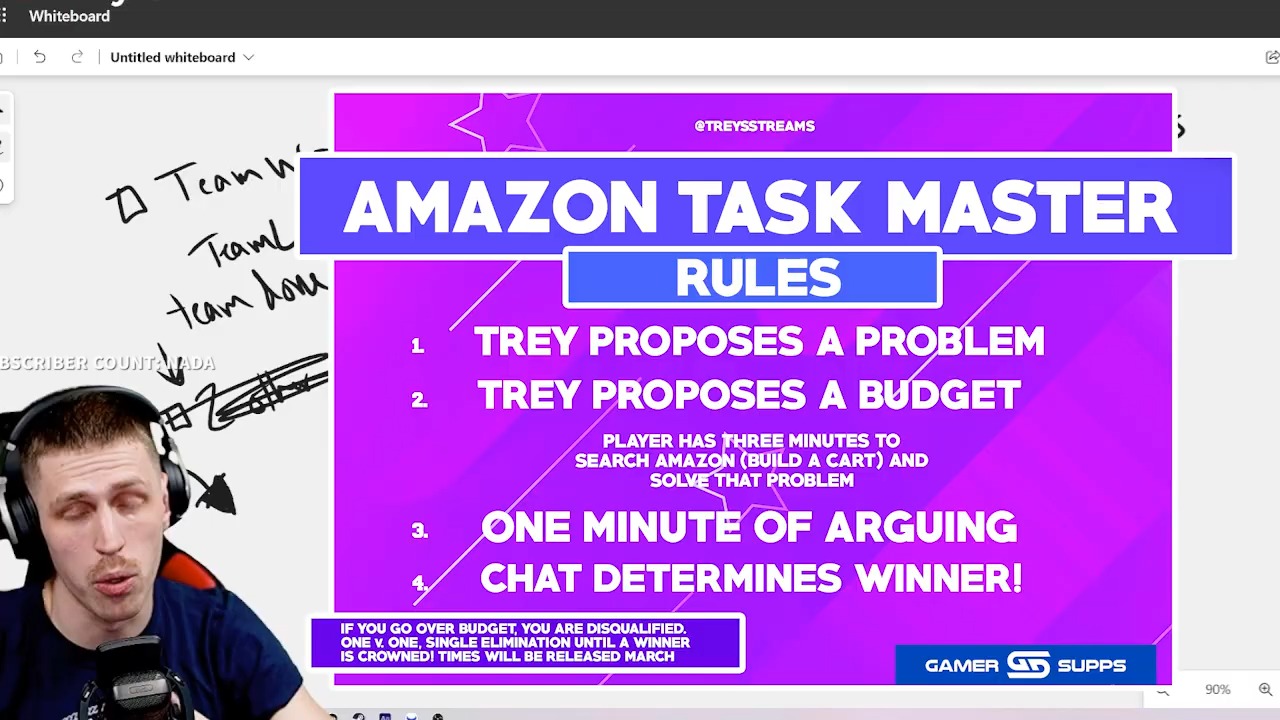 Whiteboard
Untitled whiteboard
@TREYSSTREAMS
Team
AMAZON TASK MASTER
Team
RULES
team done
1. TREY PROPOSES A PROBLEM
BSCRIBER COUNT: NADA
2. TREY PROPOSES A BUDGET
PLAYER HAS THREE MINUTES TO
SEARCH AMAZON (BUILD A CART) AND
SOLVE THAT PROBLEM
3. ONE MINUTE OF ARGUING
4. CHAT DETERMINES WINNER!
IF YOU GO OVER BUDGET, YOU ARE DISQUALIFIED.
ONE V. ONE, SINGLE ELIMINATION UNTIL A WINNER
IS CROWNED! TIMES WILL BE RELEASED MARCH
GAMER GS SUPPS
90%